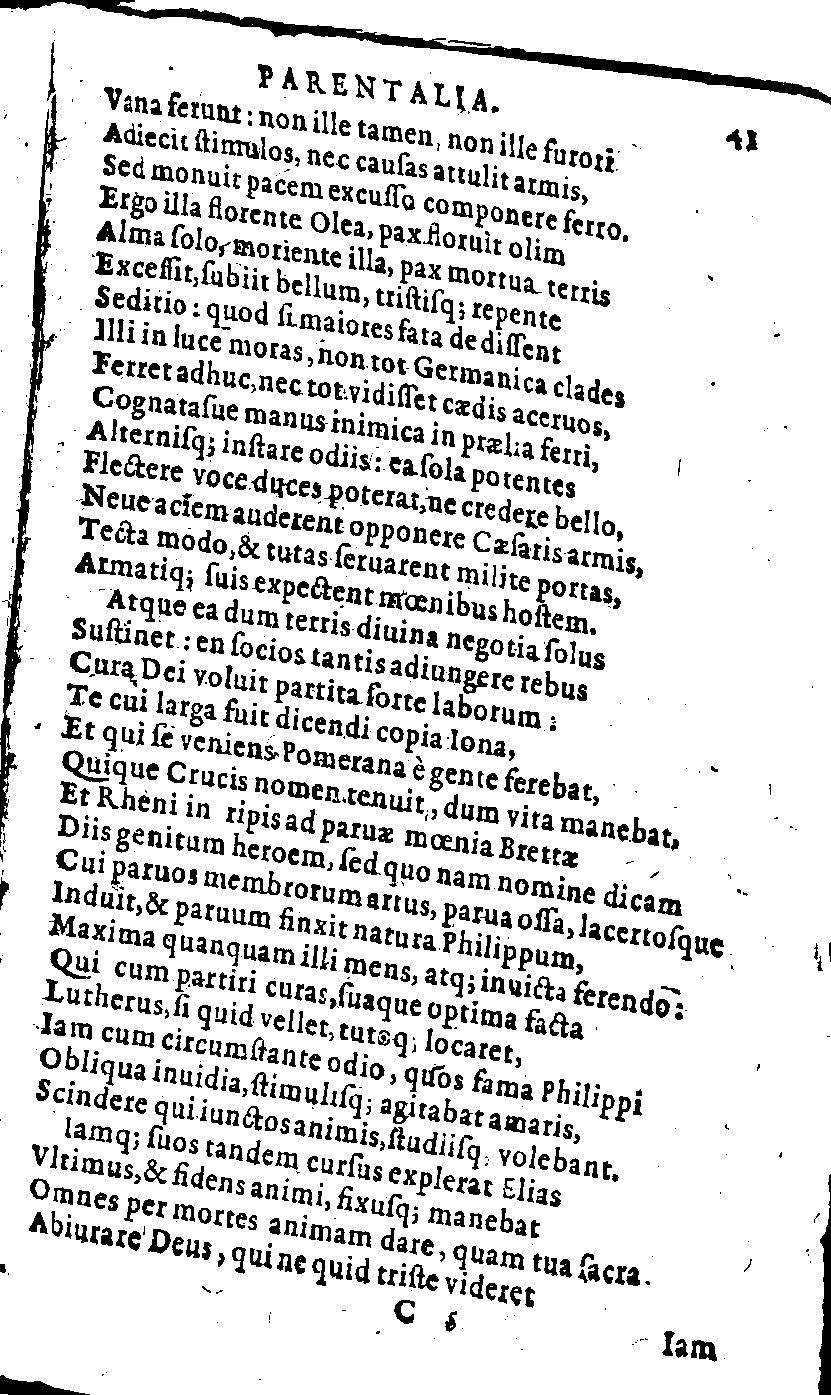 PARENTALIA. 41
Vana ferunt : non ille tamen, non ille furori
Adiecit ſtimulos, nec cauſas attulit armis,
Sed monuit pacem excuſſo componere ferro.
Ergo illa florente Olea, pax floruit olim
Alma ſolo, moriente illa, pax mortua terris
Exceſſit, ſubiit bellum, triſtiſq; repente
Seditio : quod ſi maiores fata dediſſent
Illi in luce moras, non tot Germanica clades
Ferret adhuc, nec tot vidiſſet cædis aceruos,
Cognataſue manus inimica in prælia ferri,
Alterniſq; inſtare odiis : ea ſola potentes
Flectere voce duces poterat, ne credere bello,
Neue aciem auderent opponere Cæſaris armis,
Tecta modo, & tutas ſeruarent milite portas,
Armatiq; ſuis expectent mœnibus hoſtem.
Atque ea dum terris diuina negotia ſolus
Suſtinet : en ſocios tantis adiungere rebus
Cura Dei voluit partita ſorte laborum :
Te cui larga fuit dicendi copia Iona,
Et qui ſe veniens Pomerana è gente ferebat,
Quique Crucis nomen tenuit, dum vita manebat,
Et Rheni in ripis ad paruæ mœnia Brettæ
Diis genitum heroem, ſed quo nam nomine dicam
Cui paruos membrorum artus, parua oſſa, lacertoſque
Induit, & paruum finxit natura Philippum,
Maxima quanquam illi mens, atq; inuicta ferendo :
Qui cum partiri curas, ſuaque optima facta
Lutherus, ſi quid vellet, tutoq; locaret,
Iam cum circumſtante odio, quos fama Philippi
Obliqua inuidia, ſtimuliſq; agitabat amaris,
Scindere qui iunctos animis, ſtudiiſq; volebant.
Iamq; ſuos tandem curſus explerat Elias
Vltimus, & fidens animi, fixuſq; manebat
Omnes per mortes animam dare, quam tua ſacra.
Abiurare Deus, qui ne quid triſte videret
C 5
Iam